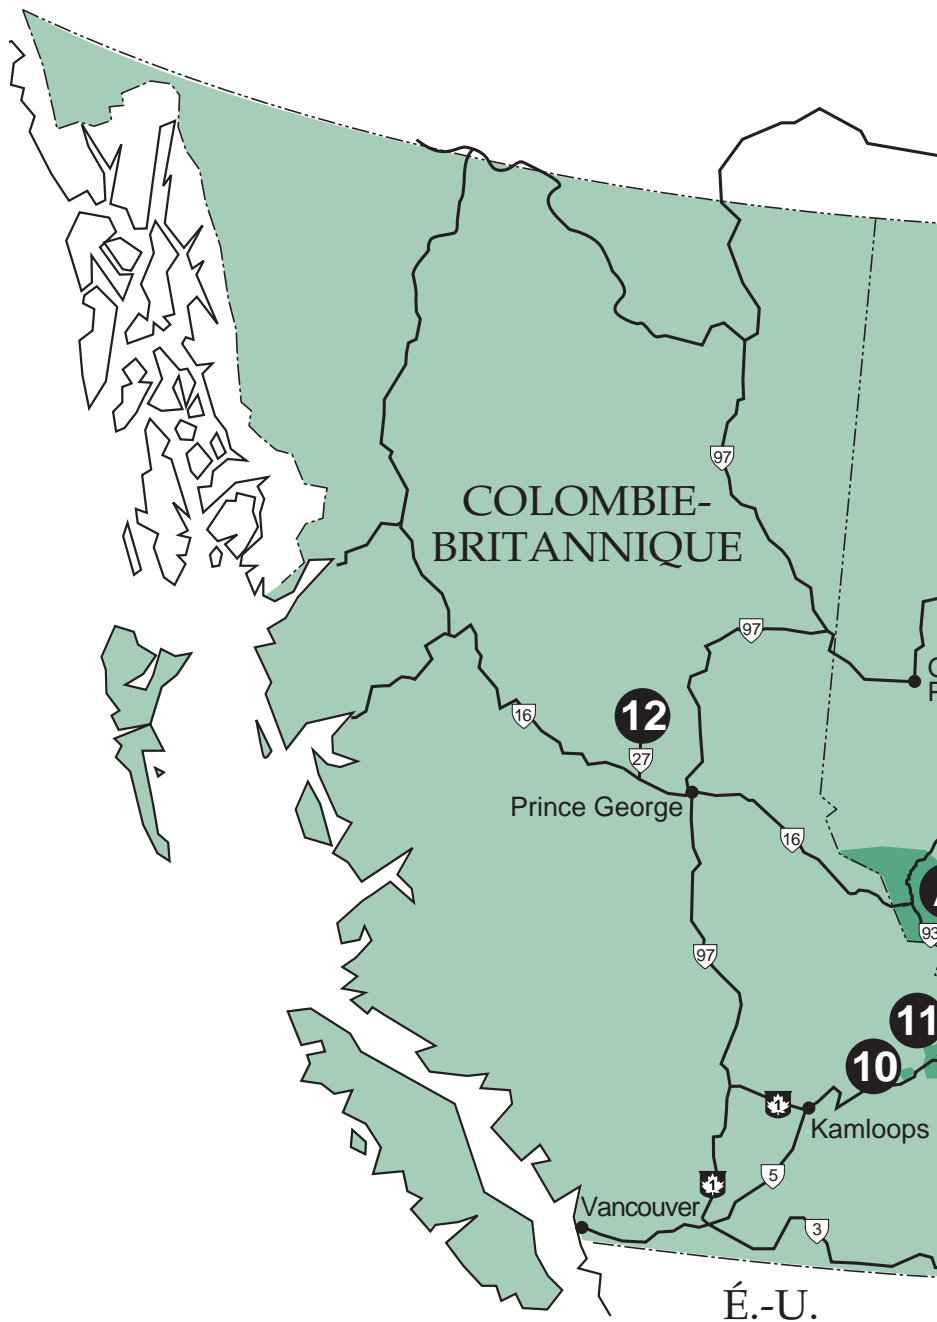 97
COLOMBIE-
BRITANNIQUE
97
16
12
27
Prince George
16
93
97
11
10
1
Kamloops
5
1
Vancouver
3
É.-U.